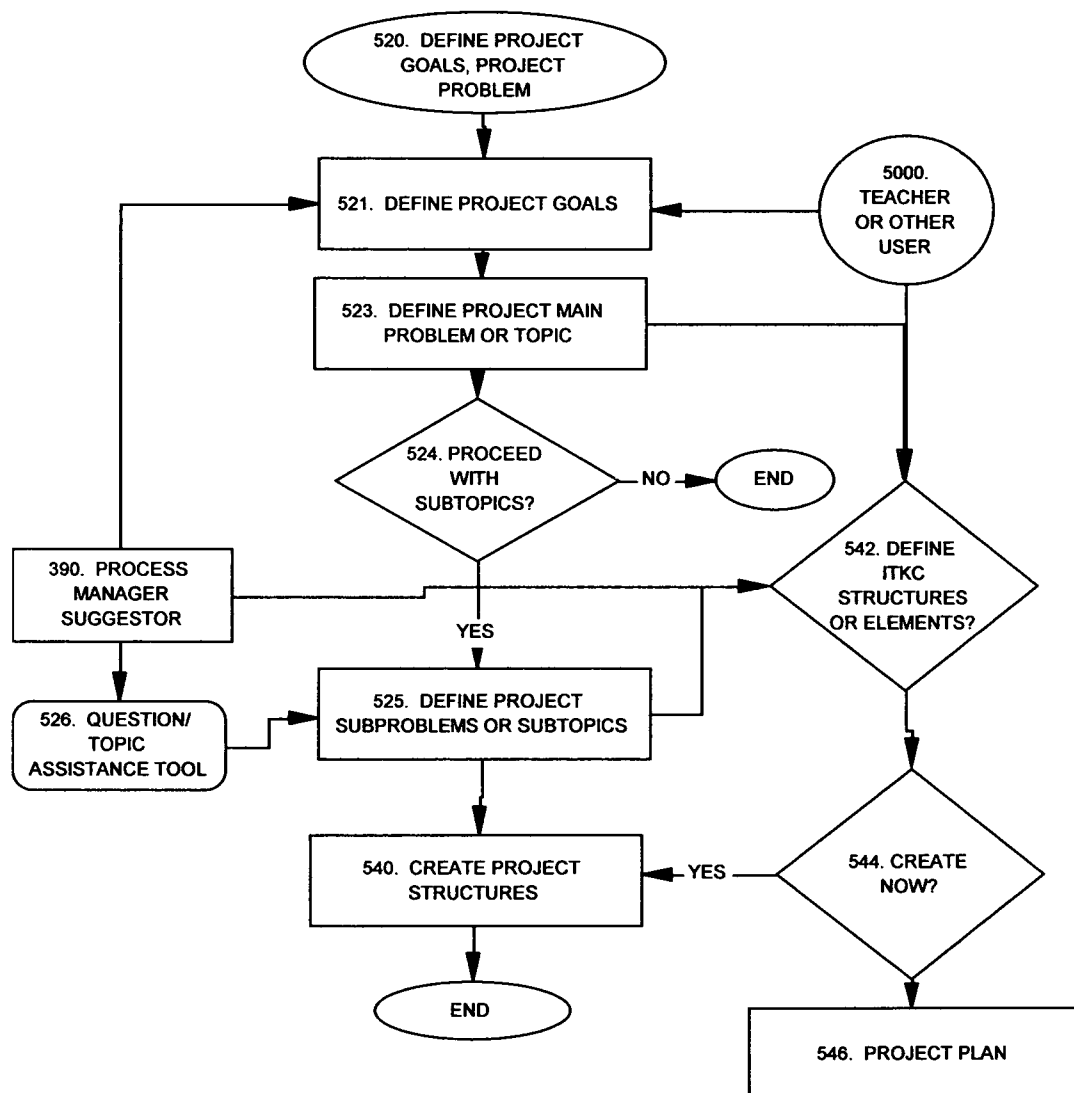 520. DEFINE PROJECT
GOALS, PROJECT
PROBLEM
5000.
TEACHER
OR OTHER
USER
521. DEFINE PROJECT GOALS
523. DEFINE PROJECT MAIN
PROBLEM OR TOPIC
524. PROCEED
WITH
SUBTOPICS?
NO
END
542. DEFINE
ITKC
STRUCTURES
OR ELEMENTS?
390. PROCESS
MANAGER
SUGGESTOR
YES
525. DEFINE PROJECT
SUBPROBLEMS OR SUBTOPICS
526. QUESTION/
TOPIC
ASSISTANCE TOOL
540. CREATE PROJECT
STRUCTURES
YES
544. CREATE
NOW?
END
546. PROJECT PLAN